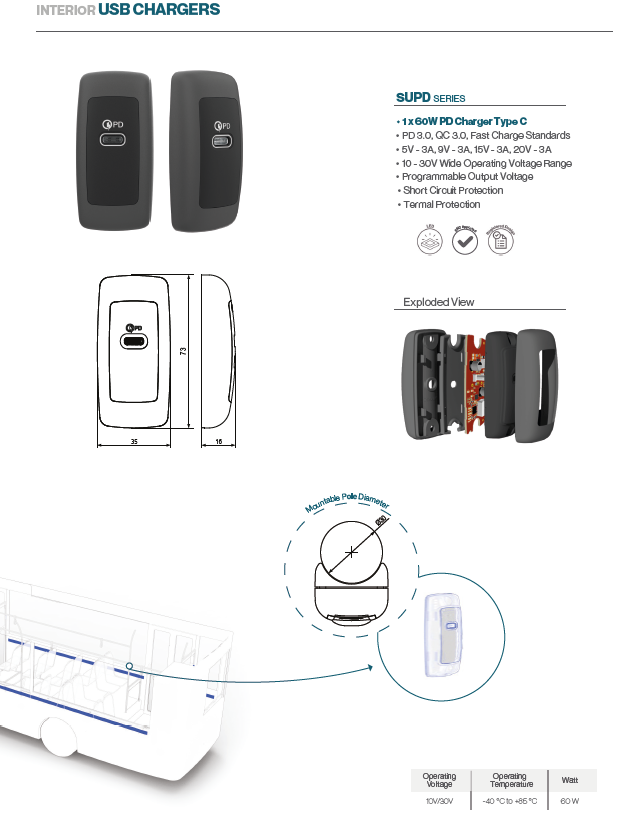 INTERIOR USB CHARGERS
PD
PD
SUPD SERIES
• 1 x 60W PD Charger Type C
• PD 3.0, QC 3.0, Fast Charge Standards
• 5V - 3A, 9V - 3A, 15V - 3A, 20V - 3A
• 10 - 30V Wide Operating Voltage Range
• Programmable Output Voltage
• Short Circuit Protection
• Termal Protection
LED
PD
73
35
16
Exploded View
Mountable Polle Diameter
Ø30
Operating Voltage
Operating Temperature
Watt
10V/30V
-40 °C to +85 °C
60 W